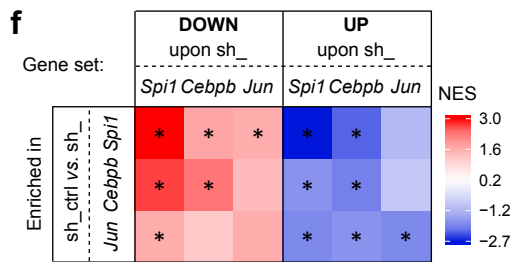 f
DOWN UP
upon sh_ upon sh_
Gene set:
Spi1 Cebpb Jun Spi1 Cebpb Jun
NES
Enriched in
sh_ctrl vs. sh_
Spi1
* * * * *
Cebpb
* * * *
Jun
* * * *
3.0
1.6
0.2
−1.2
−2.7